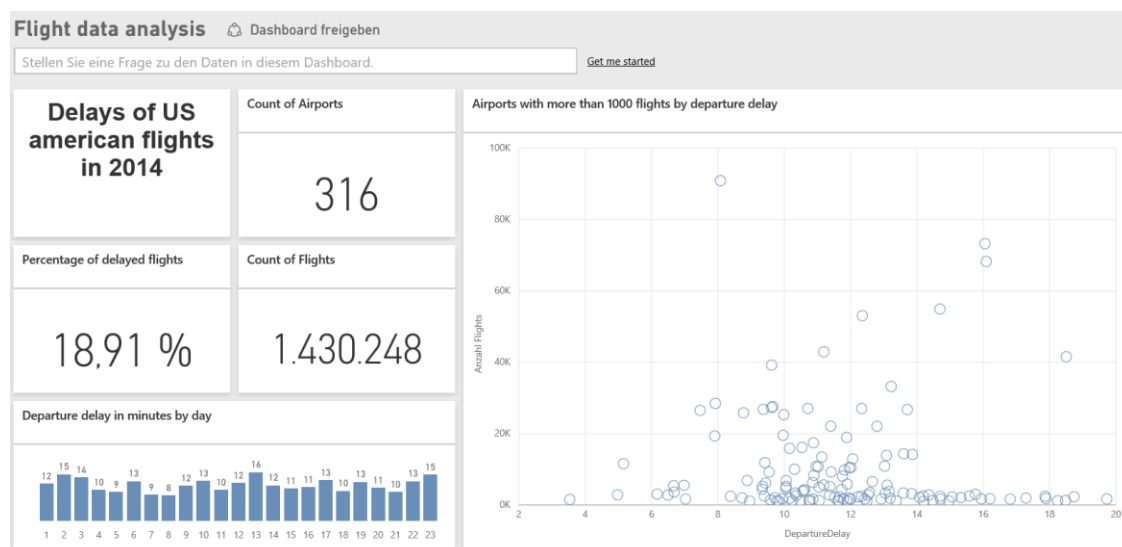 Flight data analysis
Dashboard freigeben
Stellen Sie eine Frage zu den Daten in diesem Dashboard.
Get me started
Delays of US
american flights
in 2014
Count of Airports
316
Percentage of delayed flights
18,91 %
Count of Flights
1.430.248
Departure delay in minutes by day
12 15 14 10 9 13 9 8 12 13 10 12 16 12 11 11 13 10 13 11 10 13 15
1 2 3 4 5 6 7 8 9 10 11 12 13 14 15 16 17 18 19 20 21 22 23
Airports with more than 1000 flights by departure delay
100K
80K
60K
40K
20K
0K
Anzahl Flights
2 4 6 8 10 12 14 16 18 20
DepartureDelay